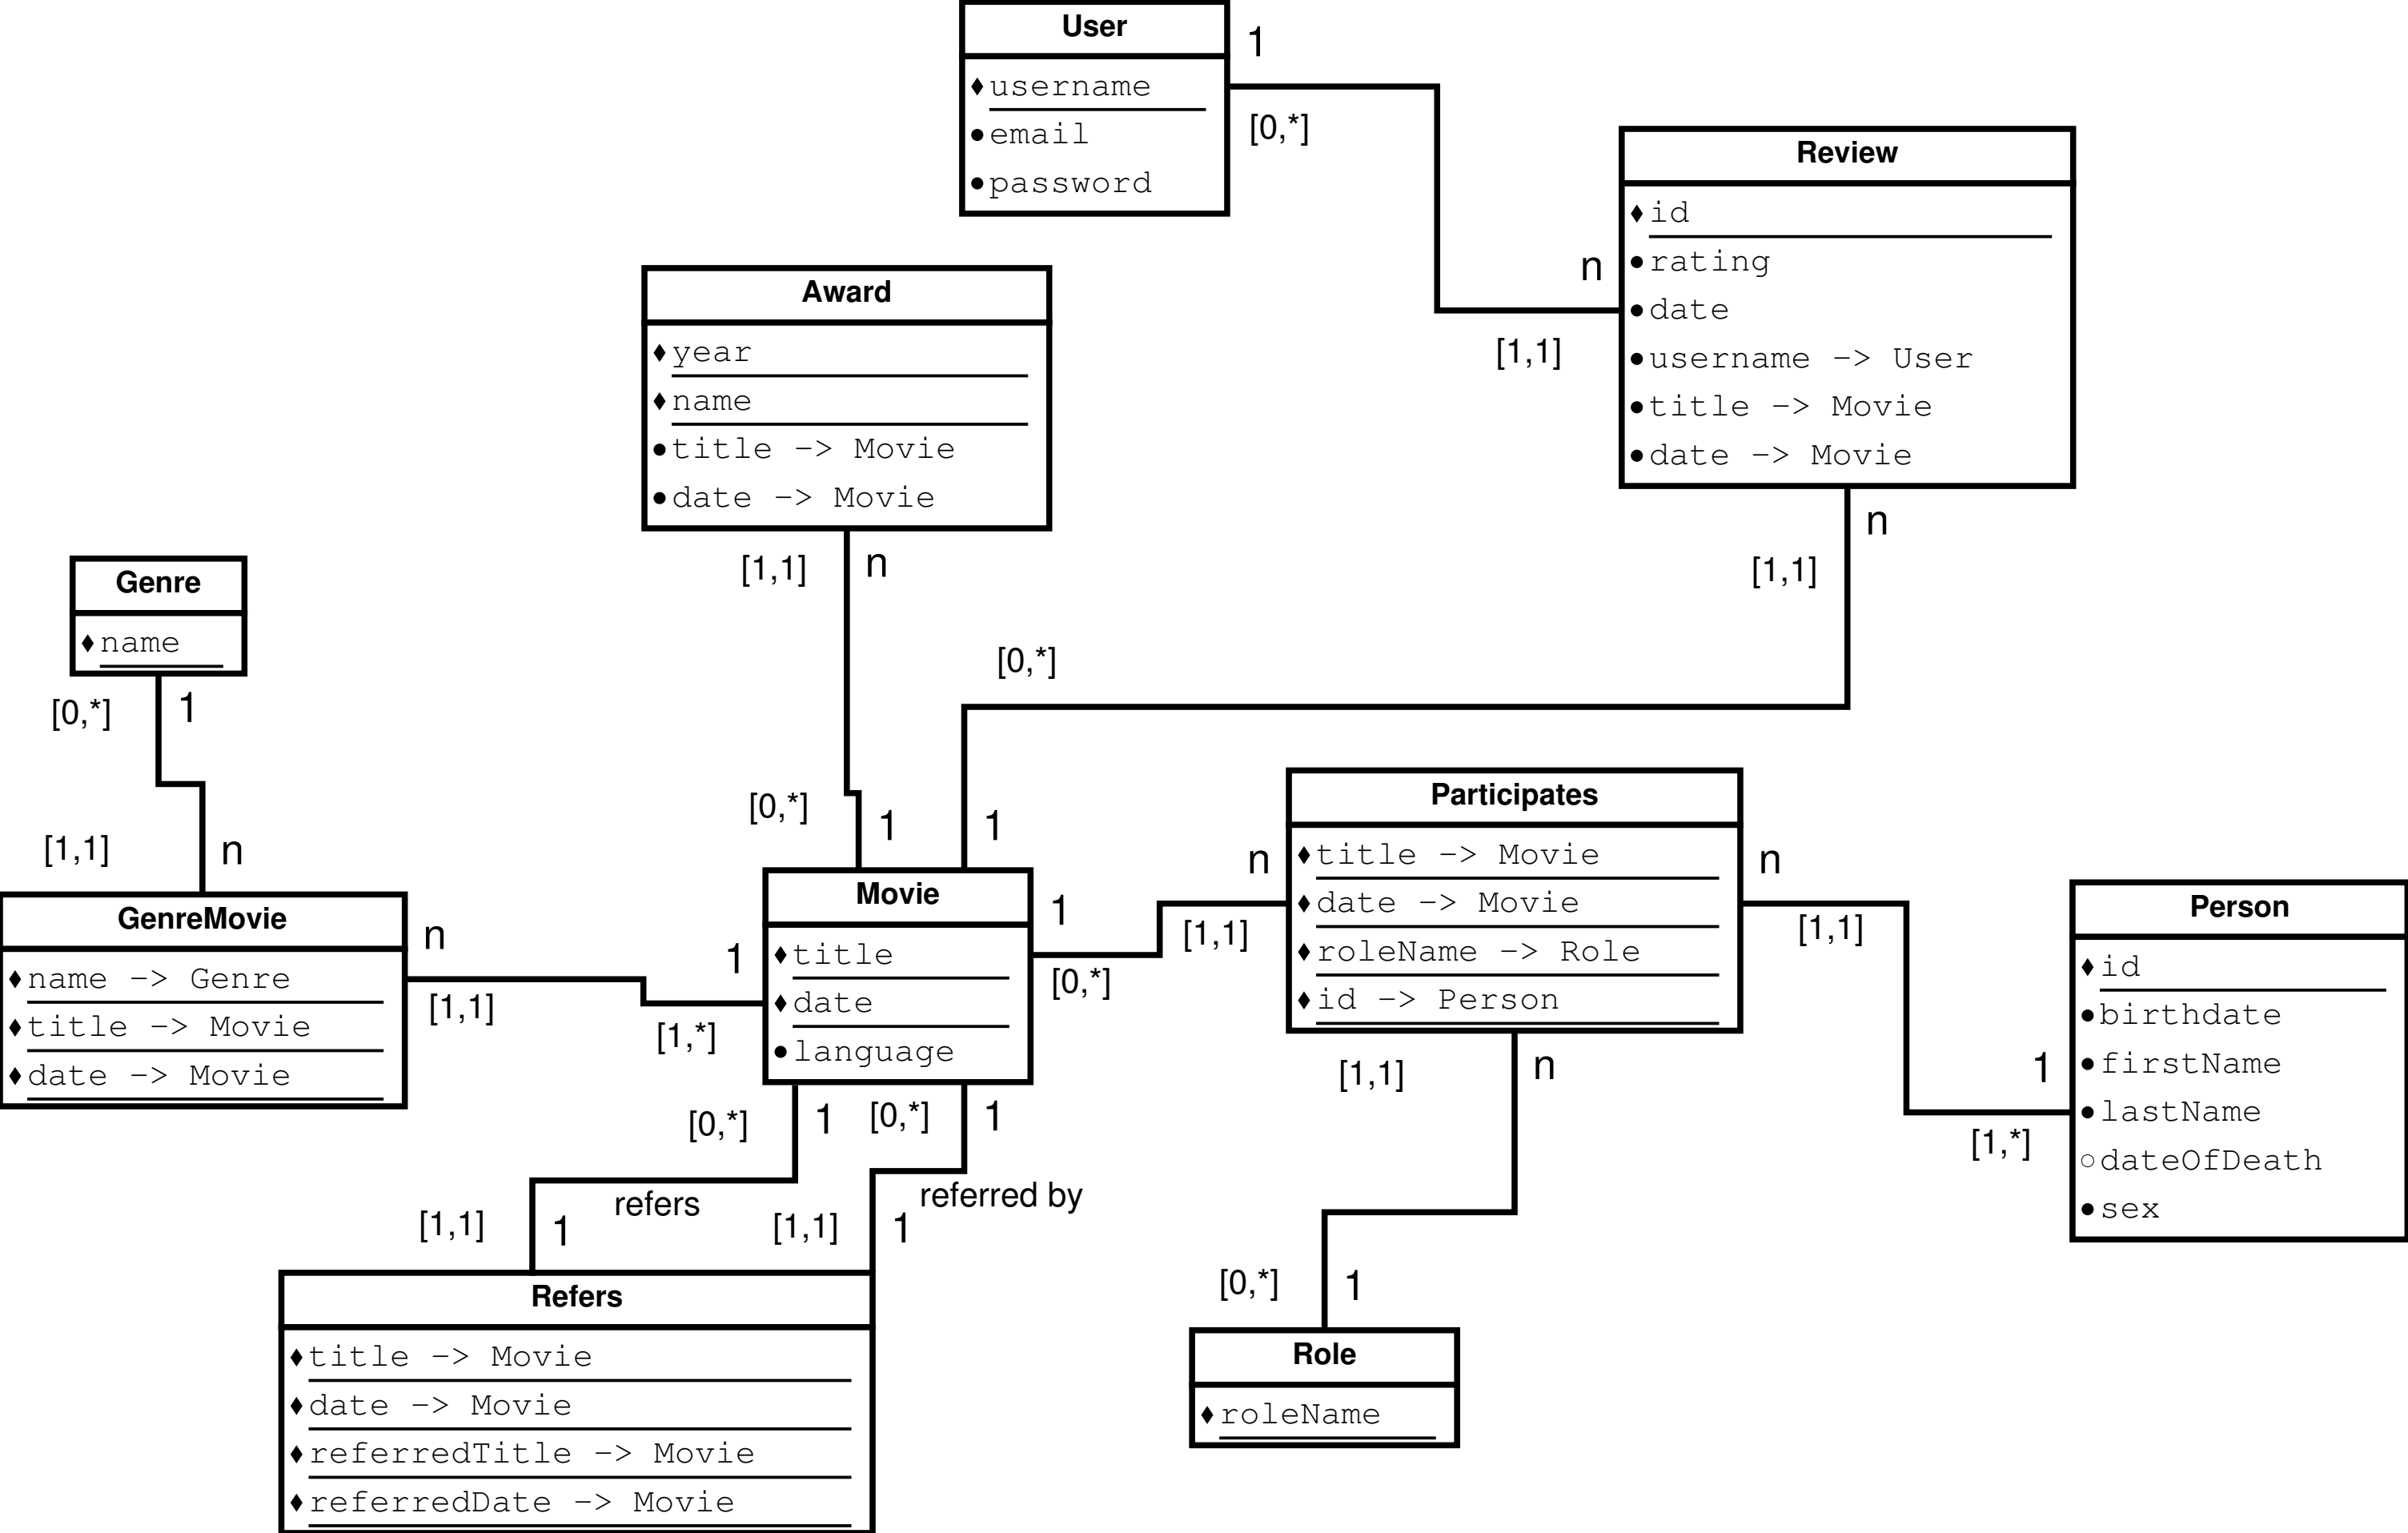 User
♦username
●email
●password
1
[0,*]
Review
♦id
●rating
●date
●username -> User
●title -> Movie
●date -> Movie
n
[1,1]
n
[1,1]
Award
♦year
♦name
●title -> Movie
●date -> Movie
[1,1]
n
Genre
♦name
[0,*]
1
[0,*]
[0,*]
1
1
[1,1]
n
GenreMovie
♦name -> Genre
♦title -> Movie
♦date -> Movie
n
[1,1]
1
[1,*]
Movie
♦title
♦date
●language
1
[0,*]
n
[1,1]
Participates
♦title -> Movie
♦date -> Movie
♦roleName -> Role
♦id -> Person
n
[1,1]
Person
♦id
●birthdate
●firstName
●lastName
○dateOfDeath
●sex
1
[1,*]
[1,1]
n
[0,*]
1
[0,*]
1
refers
referred by
[1,1]
1
[1,1]
1
Refers
♦title -> Movie
♦date -> Movie
♦referredTitle -> Movie
♦referredDate -> Movie
[0,*]
1
Role
♦roleName